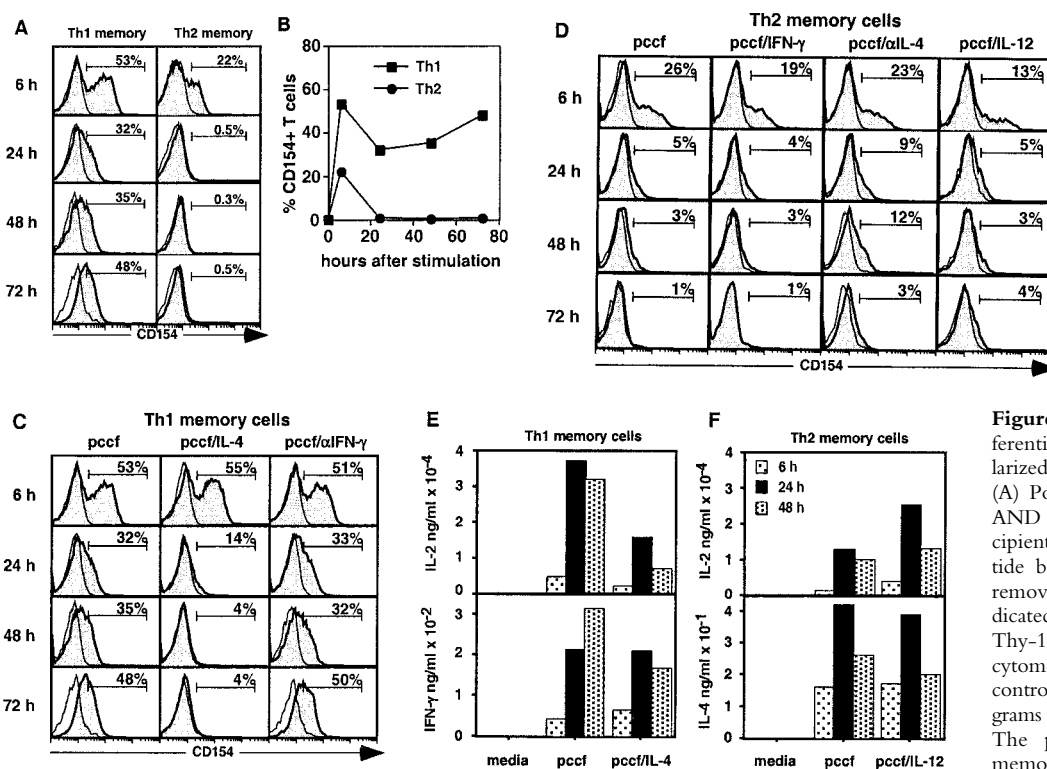 A
Th1 memory Th2 memory
6 h 53% 22%
24 h 32% 0.5%
48 h 35% 0.3%
72 h 48% 0.5%
CD154
B
% CD154+ T cells
80
60
40
20
0
Th1
Th2
0 20 40 60 80
hours after stimulation
D
Th2 memory cells
pccf pccf/IFN-γ pccf/αIL-4 pccf/IL-12
6 h 26% 19% 23% 13%
24 h 5% 4% 9% 5%
48 h 3% 3% 12% 3%
72 h 1% 1% 3% 4%
CD154
C
Th1 memory cells
pccf pccf/IL-4 pccf/αIFN-γ
6 h 53% 55% 51%
24 h 32% 14% 33%
48 h 35% 4% 32%
72 h 48% 4% 50%
CD154
E
Th1 memory cells
IL-2 ng/ml x 10-4
4
3
2
1
0
IFN-γ ng/ml x 10-2
3
2
1
0
media pccf pccf/IL-4
F
Th2 memory cells
6 h
24 h
48 h
IL-2 ng/ml x 10-4
4
3
2
1
0
IL-4 ng/ml x 10-1
4
3
2
1
0
media pccf pccf/IL-12
Figure
ferenti
larized
(A) Po
AND
cipient
tide b
remov
dicated
Thy-1
cytom
contro
grams
The p
memo